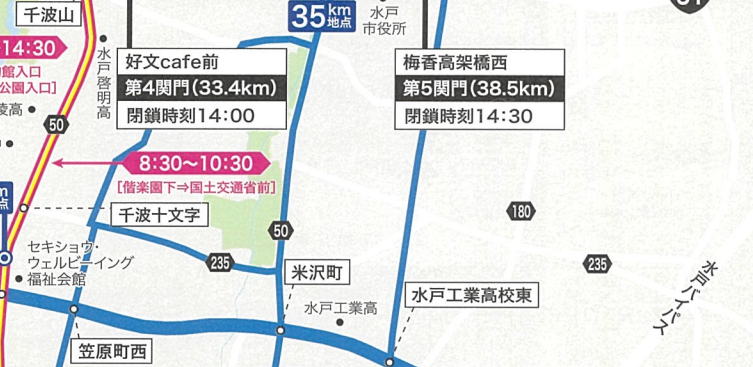 千波山
35km地点
水戸
市役所
14:30
館入口
公園入口]
水戸啓明高
好文cafe前
第4関門(33.4km)
閉鎖時刻14:00
梅香高架橋西
第5関門(38.5km)
閉鎖時刻14:30
陵高
50
8:30〜10:30
[偕楽園下⇒国土交通省前]
千波十文字
180
50
235
235
セキショウ・
ウェルビーイング
福祉会館
米沢町
水戸工業高
水戸工業高校東
水戸バイパス
笠原町西